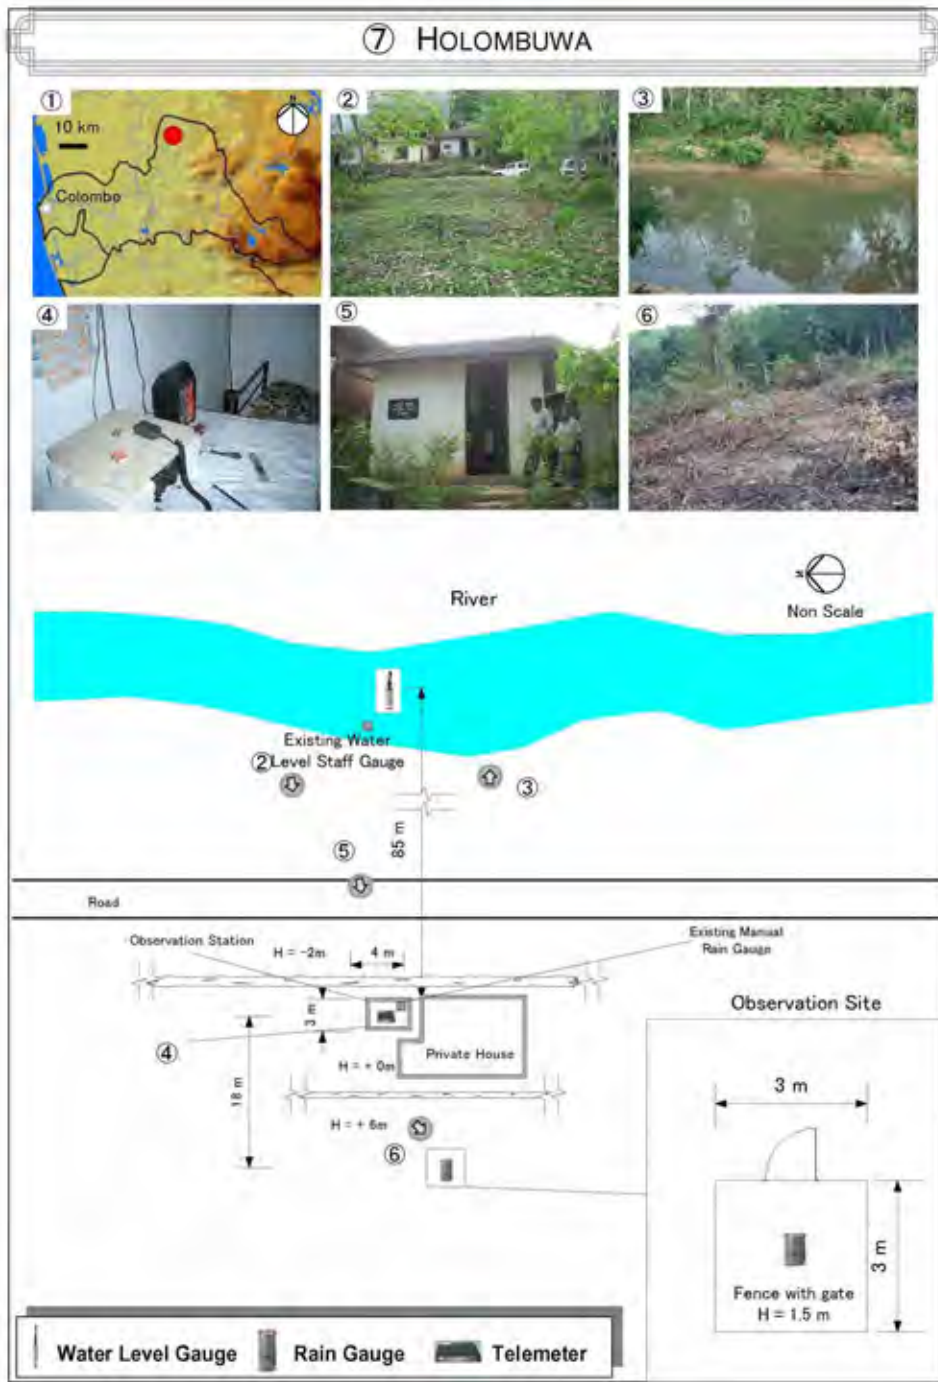 ⑦ HOLOMBUWA
①
10 km
N
Colombo
②
③
④
⑤
⑥
River
N
Non Scale
Existing Water
Level Staff Gauge
②
③
85 m
⑤
Road
Observation Station
H = -2m
4 m
Existing Manual
Rain Gauge
3 m
④
Private House
H = + 0m
18 m
H = + 6m
⑥
Observation Site
3 m
3 m
Fence with gate
H = 1.5 m
Water Level Gauge
Rain Gauge
Telemeter